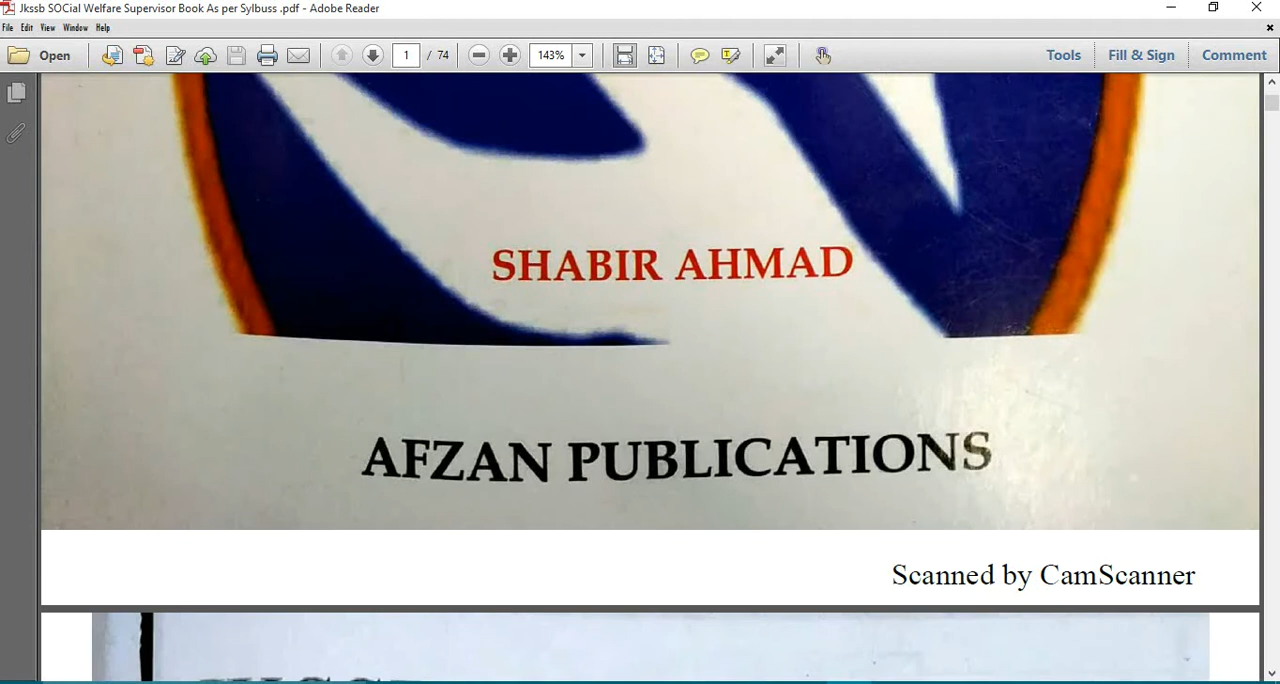 Jkssb SOCial Welfare Supervisor Book As per Sylbuss .pdf - Adobe Reader
File Edit View Window Help
Open 1 / 74 143% Tools Fill & Sign Comment
SHABIR AHMAD
AFZAN PUBLICATIONS
Scanned by CamScanner